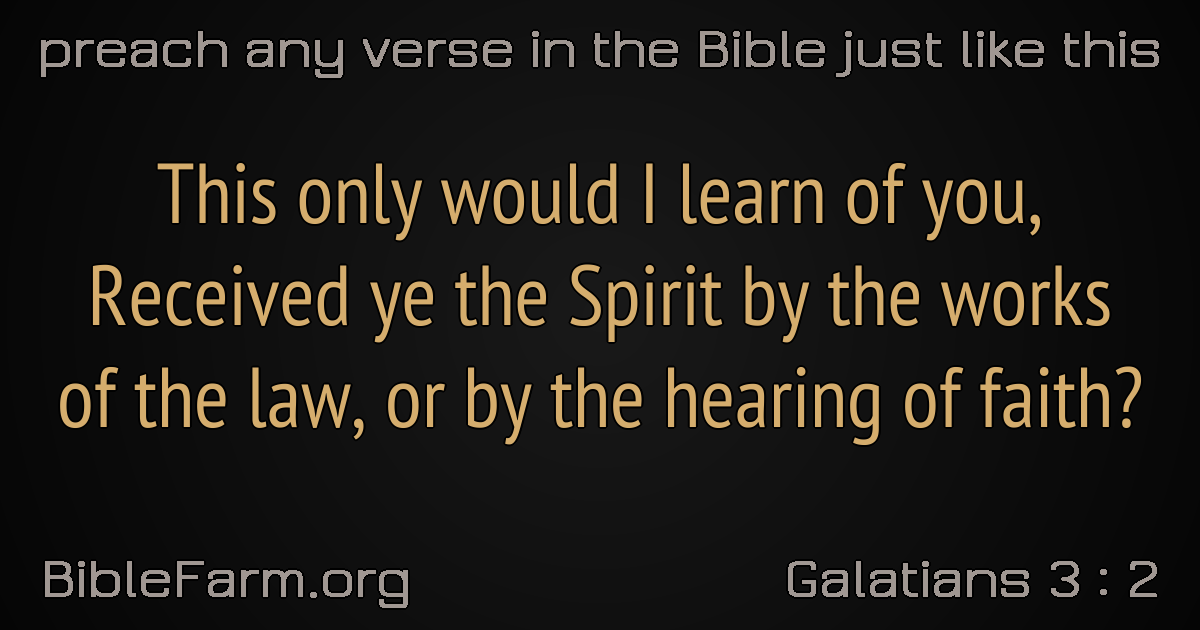 preach any verse in the Bible just like this
This only would I learn of you,
Received ye the Spirit by the works
of the law, or by the hearing of faith?
BibleFarm.org
Galatians 3 : 2